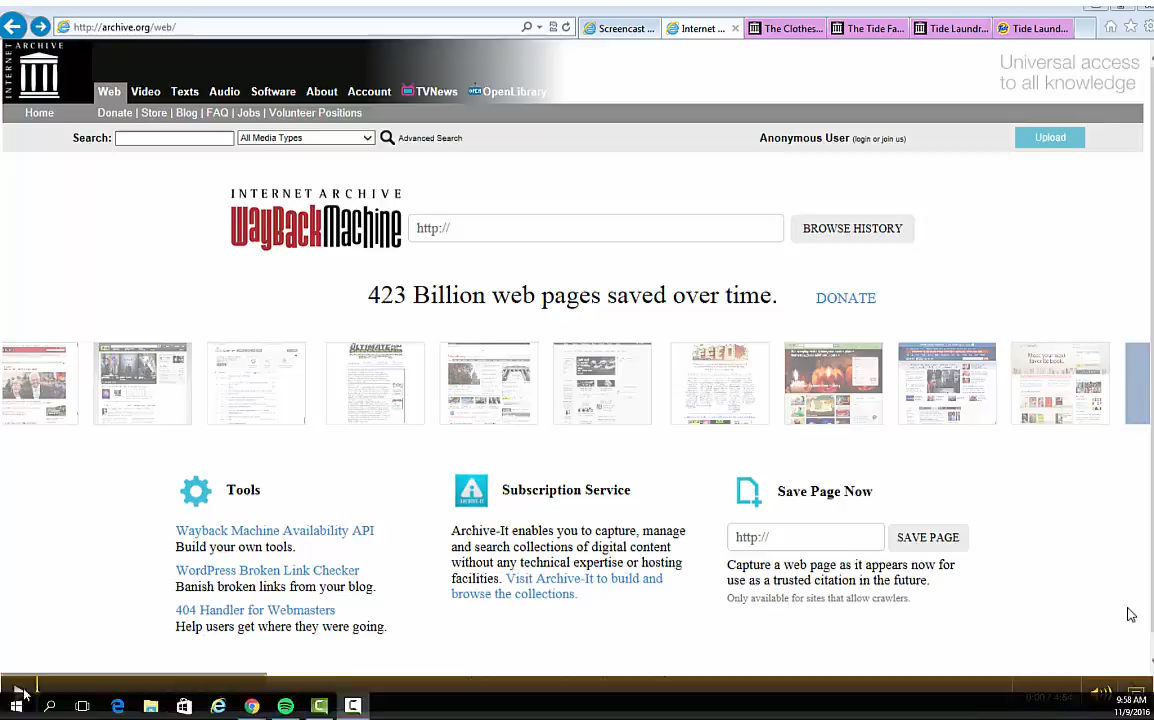 http://archive.org/web/
Screencast ...
Internet ...
The Clothes...
The Tide Fa...
Tide Laundr...
Tide Laund...
INTERNET ARCHIVE
Universal access
to all knowledge
Web Video Texts Audio Software About Account TVNews OpenLibrary
Home Donate | Store | Blog | FAQ | Jobs | Volunteer Positions
Search: All Media Types Advanced Search Anonymous User (login or join us) Upload
INTERNET ARCHIVE
WayBackMachine
http://
BROWSE HISTORY
423 Billion web pages saved over time. DONATE
Tools
Wayback Machine Availability API
Build your own tools.
WordPress Broken Link Checker
Banish broken links from your blog.
404 Handler for Webmasters
Help users get where they were going.
Subscription Service
Archive-It enables you to capture, manage
and search collections of digital content
without any technical expertise or hosting
facilities. Visit Archive-It to build and
browse the collections.
Save Page Now
http://
SAVE PAGE
Capture a web page as it appears now for
use as a trusted citation in the future.
Only available for sites that allow crawlers.
9:58 AM
11/9/2016